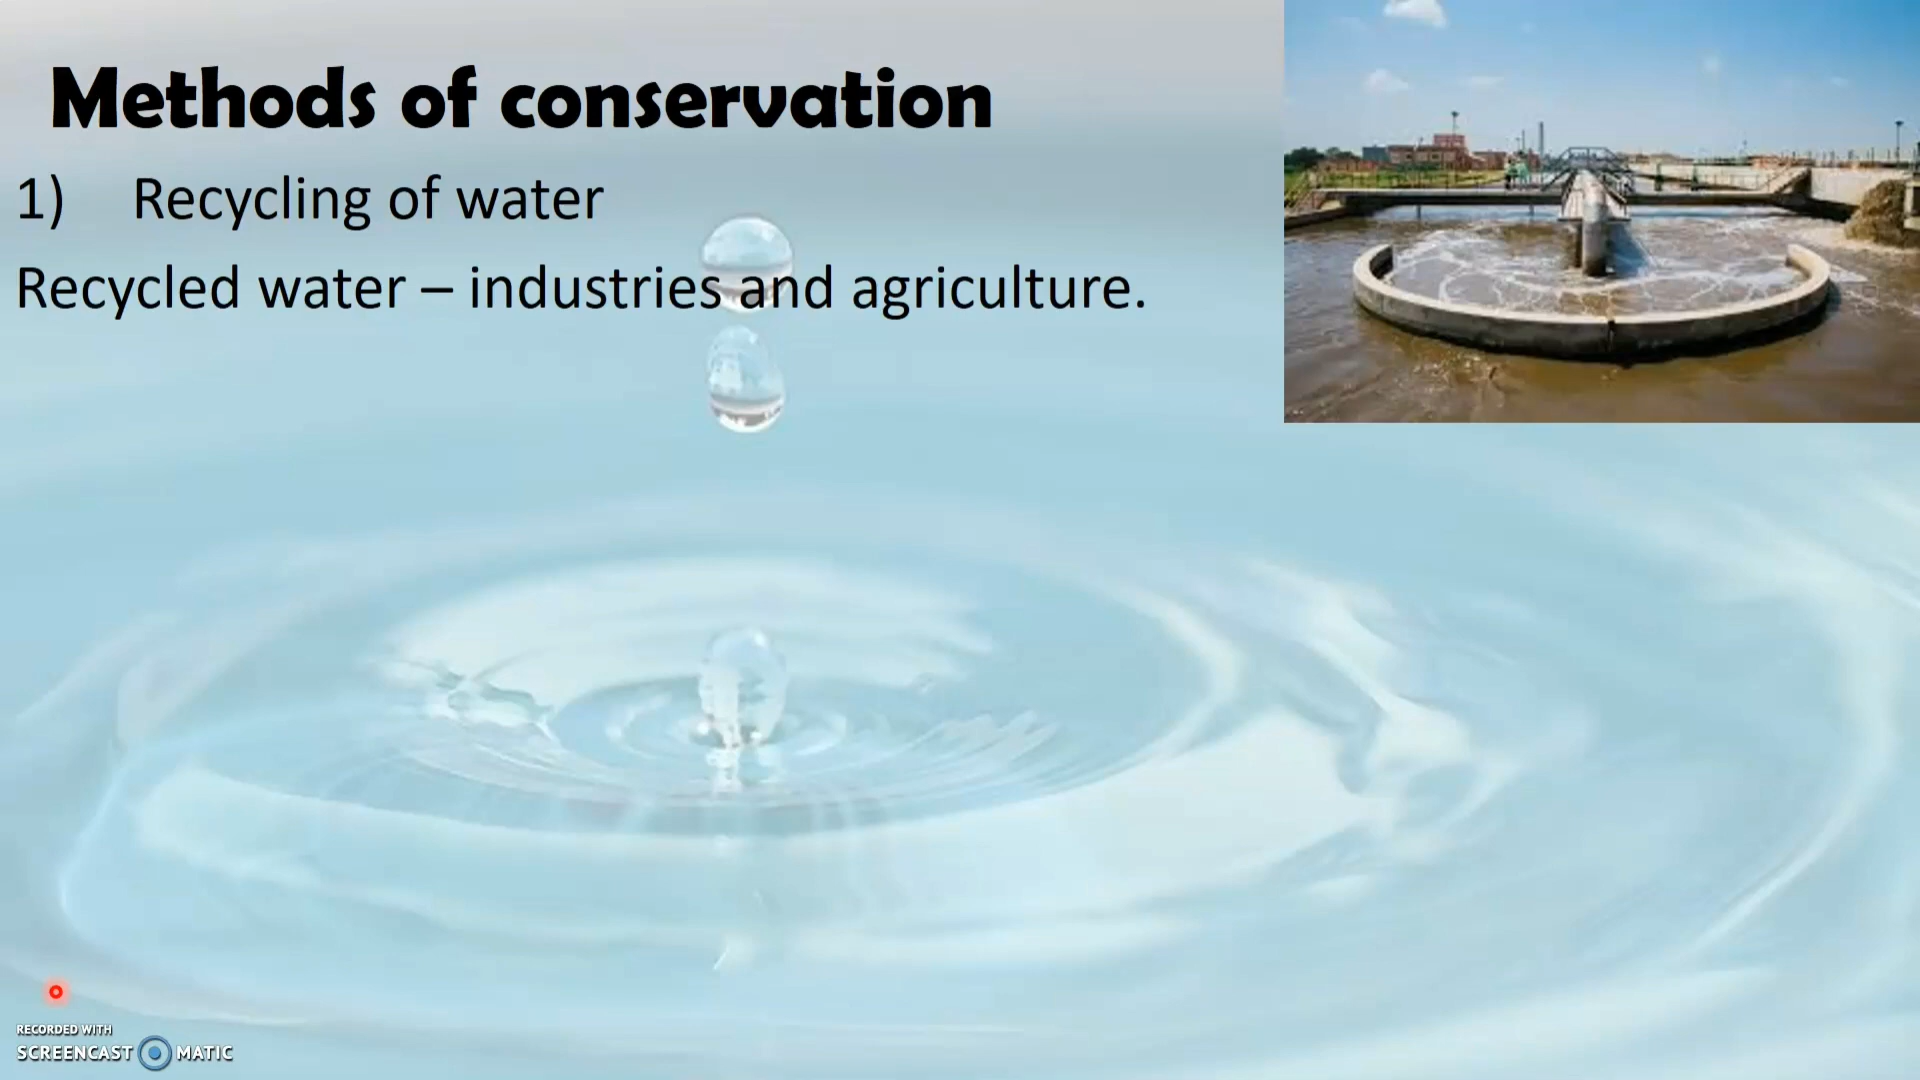 Methods of conservation
1) Recycling of water
Recycled water – industries and agriculture.
RECORDED WITH
SCREENCAST MATIC